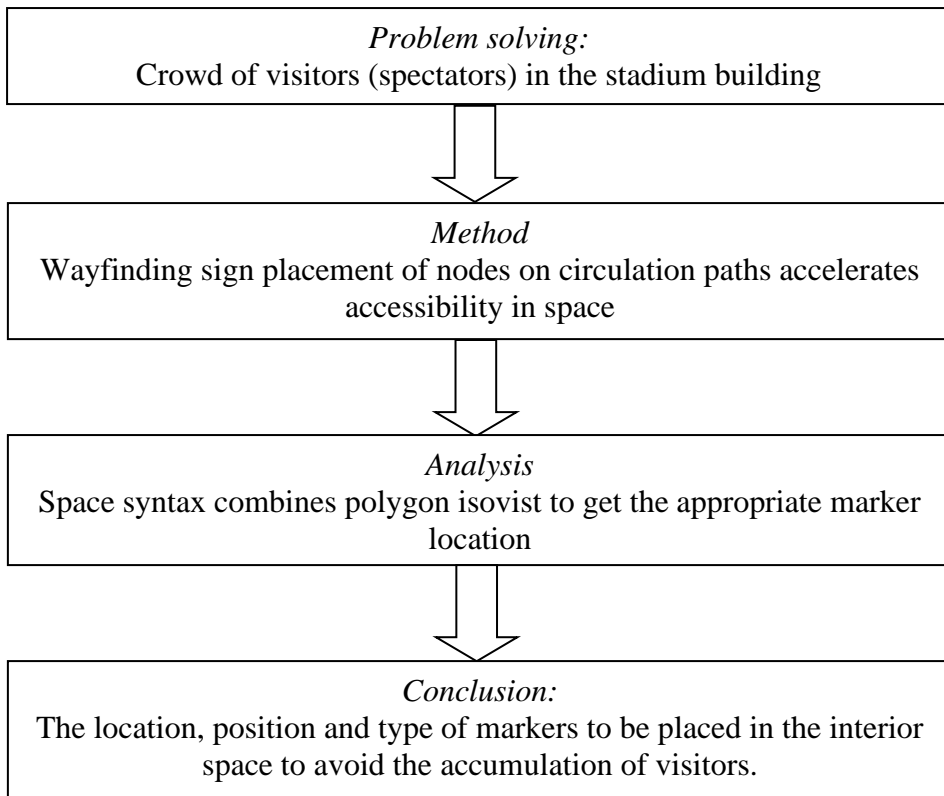 Problem solving:
Crowd of visitors (spectators) in the stadium building
Method
Wayfinding sign placement of nodes on circulation paths accelerates
accessibility in space
Analysis
Space syntax combines polygon isovist to get the appropriate marker
location
Conclusion:
The location, position and type of markers to be placed in the interior
space to avoid the accumulation of visitors.